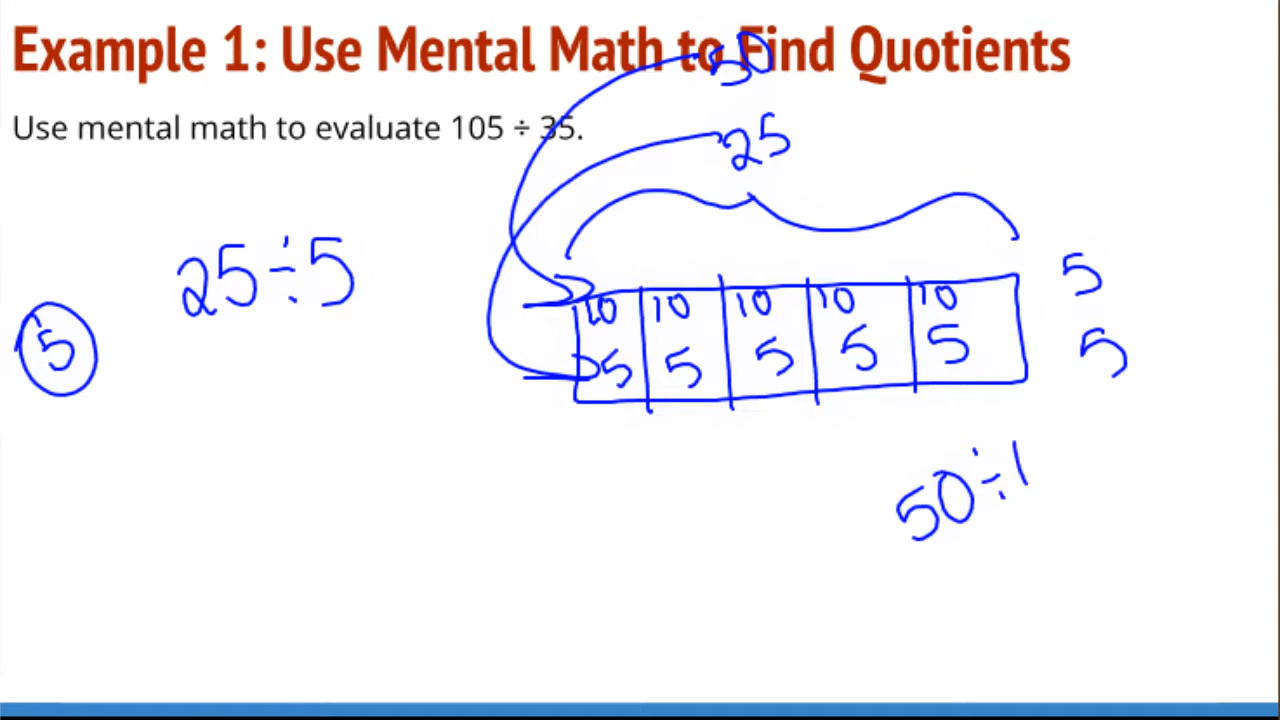 Example 1: Use Mental Math to Find Quotients
50
Use mental math to evaluate 105 ÷ 35.
25
25÷5
5
5
10 10 10 10 10
5 5 5 5 5
5
50÷1